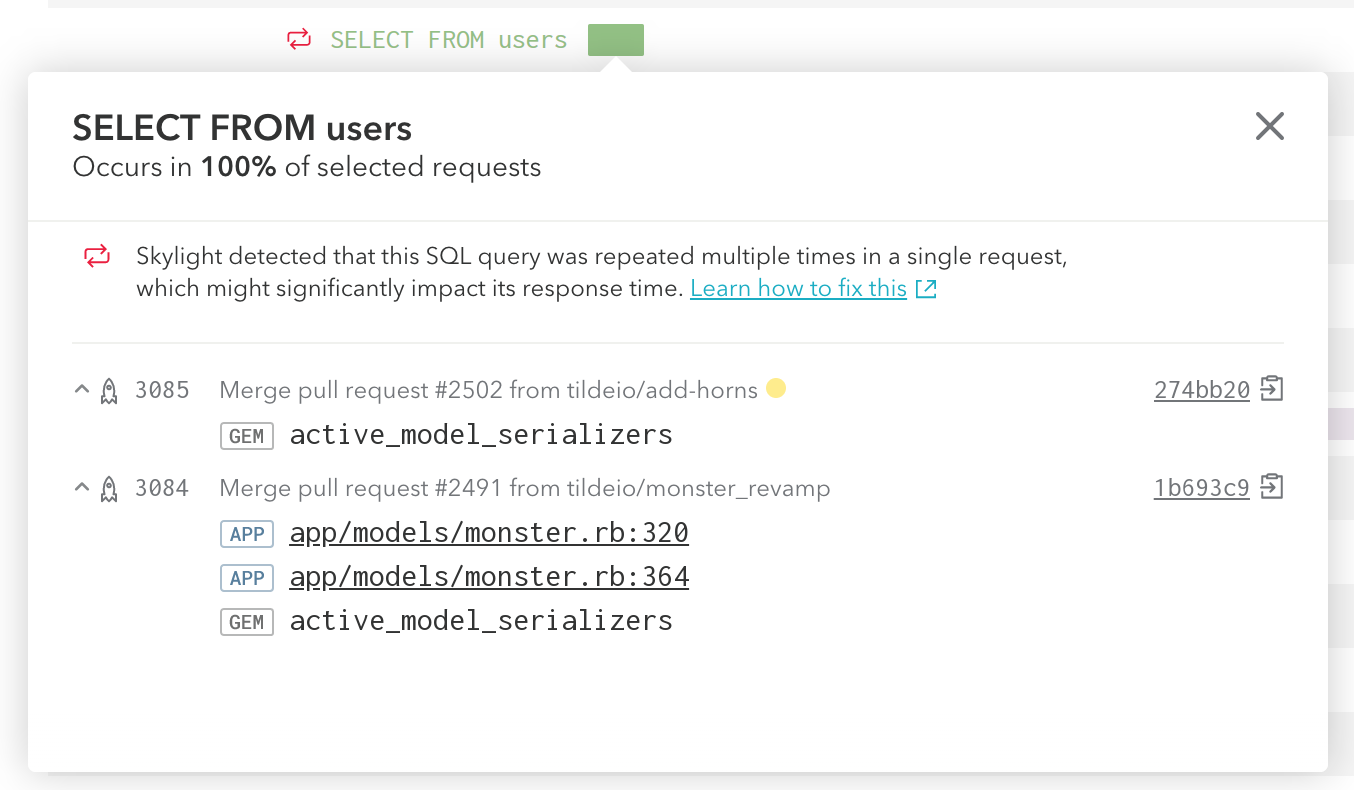 SELECT FROM users
SELECT FROM users
Occurs in 100% of selected requests
Skylight detected that this SQL query was repeated multiple times in a single request,
which might significantly impact its response time. Learn how to fix this
3085 Merge pull request #2502 from tildeio/add-horns 274bb20
GEM active_model_serializers
3084 Merge pull request #2491 from tildeio/monster_revamp 1b693c9
APP app/models/monster.rb:320
APP app/models/monster.rb:364
GEM active_model_serializers